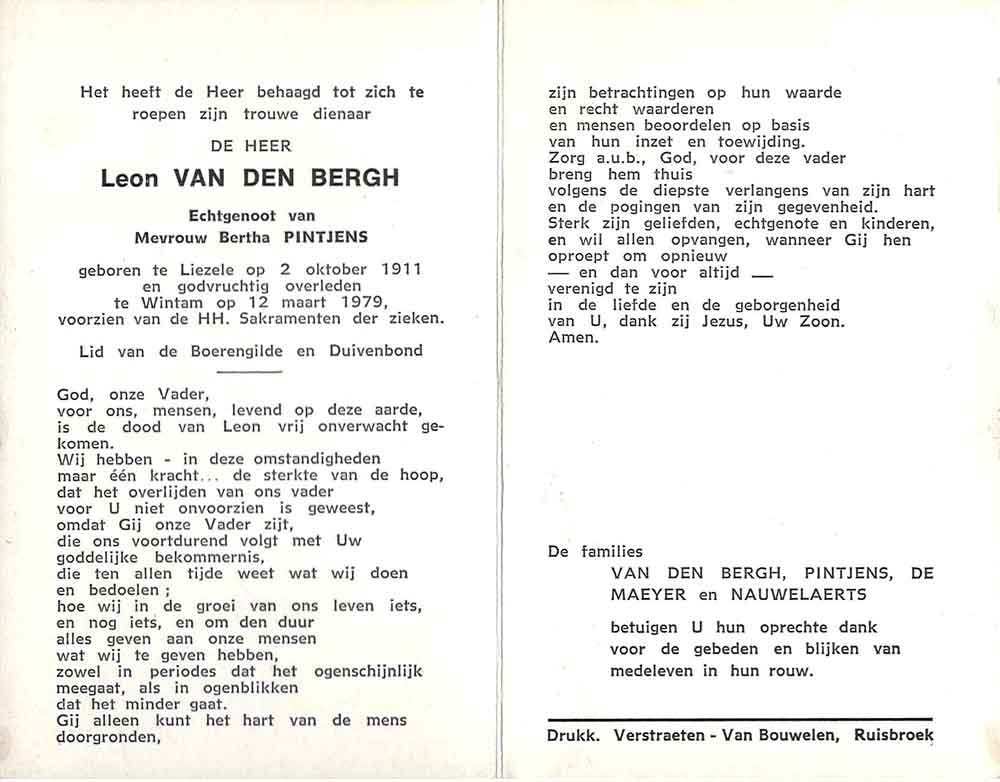 Het heeft de Heer behaagd tot zich te
roepen zijn trouwe dienaar
DE HEER
Leon VAN DEN BERGH
Echtgenoot van
Mevrouw Bertha PINTJENS
geboren te Liezele op 2 oktober 1911
en godvruchtig overleden
te Wintam op 12 maart 1979,
voorzien van de HH. Sakramenten der zieken.
Lid van de Boerengilde en Duivenbond
God, onze Vader,
voor ons, mensen, levend op deze aarde,
is de dood van Leon vrij onverwacht ge-
komen.
Wij hebben - in deze omstandigheden
maar één kracht... de sterkte van de hoop,
dat het overlijden van ons vader
voor U niet onvoorzien is geweest,
omdat Gij onze Vader zijt,
die ons voortdurend volgt met Uw
goddelijke bekommernis,
die ten allen tijde weet wat wij doen
en bedoelen ;
hoe wij in de groei van ons leven iets,
en nog iets, en om den duur
alles geven aan onze mensen
wat wij te geven hebben,
zowel in periodes dat het ogenschijnlijk
meegaat, als in ogenblikken
dat het minder gaat.
Gij alleen kunt het hart van de mens
doorgronden,
zijn betrachtingen op hun waarde
en recht waarderen
en mensen beoordelen op basis
van hun inzet en toewijding.
Zorg a.u.b., God, voor deze vader
breng hem thuis
volgens de diepste verlangens van zijn hart
en de pogingen van zijn gegevenheid.
Sterk zijn geliefden, echtgenote en kinderen,
en wil allen opvangen, wanneer Gij hen
oproept om opnieuw
— en dan voor altijd —
verenigd te zijn
in de liefde en de geborgenheid
van U, dank zij Jezus, Uw Zoon.
Amen.
De families
VAN DEN BERGH, PINTJENS, DE
MAEYER en NAUWELAERTS
betuigen U hun oprechte dank
voor de gebeden en blijken van
medeleven in hun rouw.
Drukk. Verstraeten - Van Bouwelen, Ruisbroek